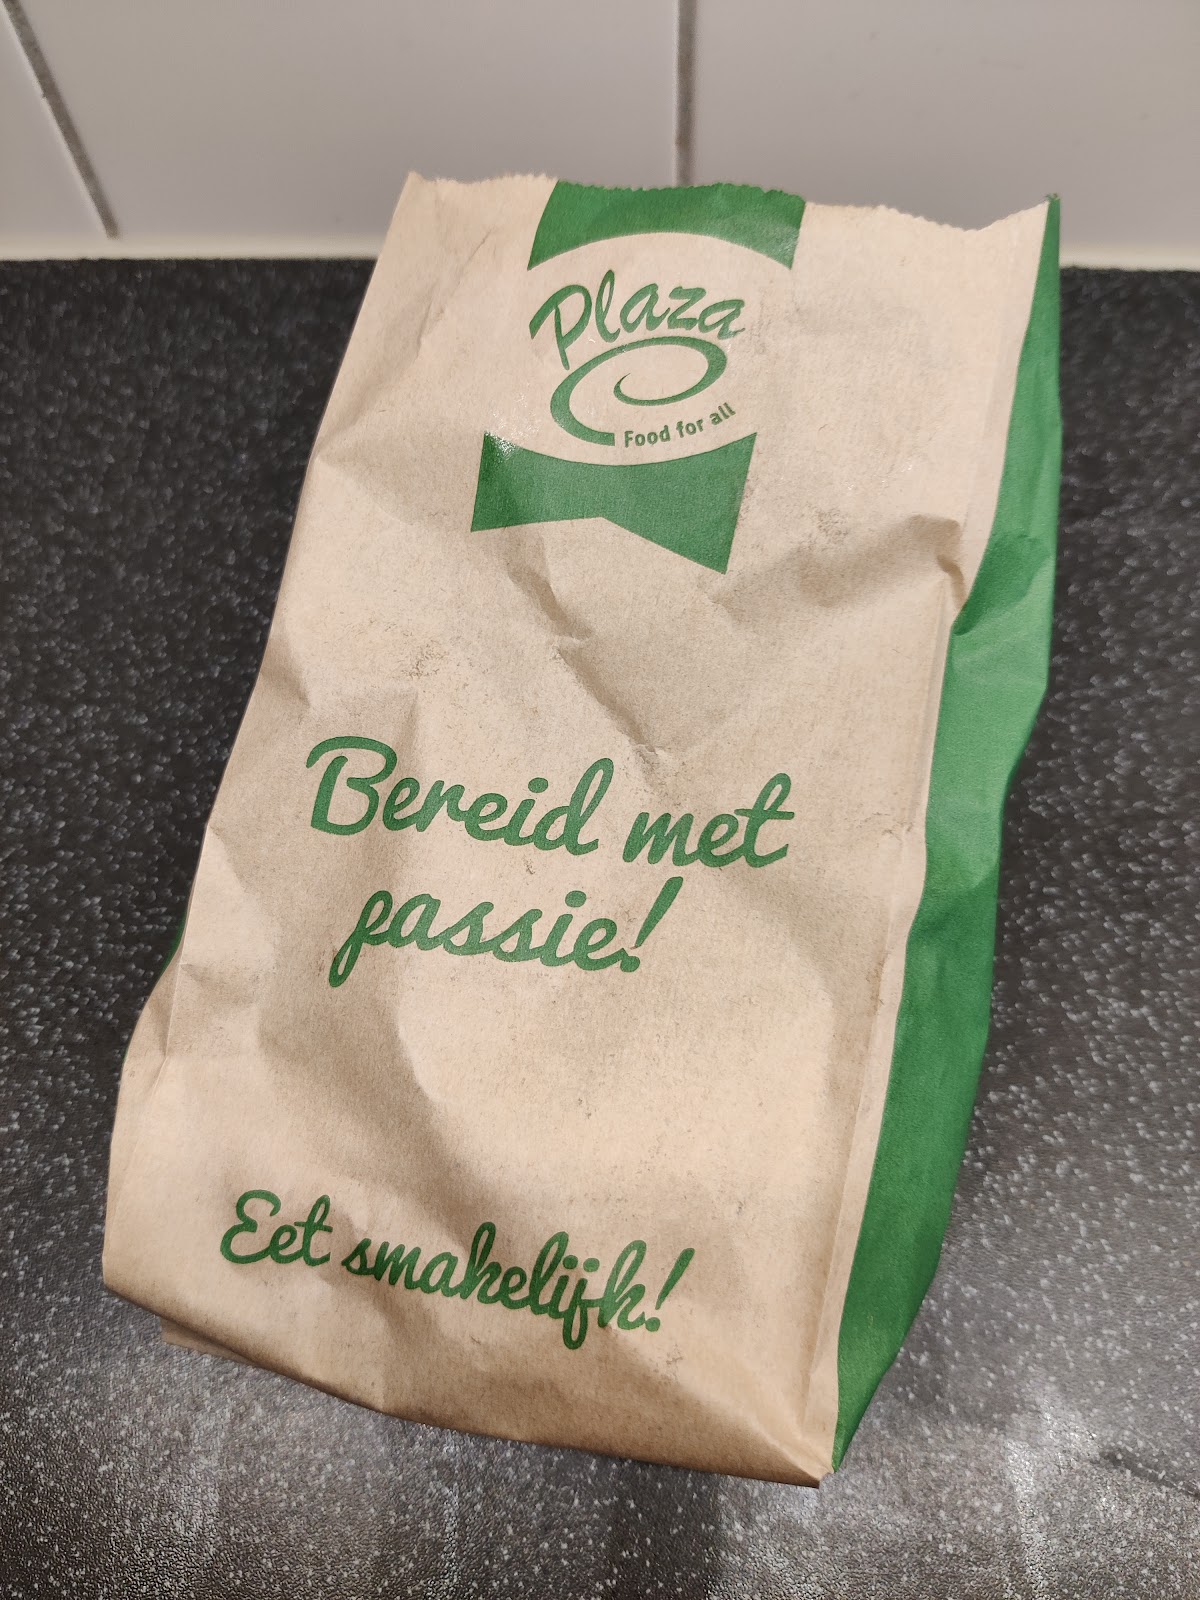 Plaza
Food for all
Bereid met
passie!
Eet smakelijk!